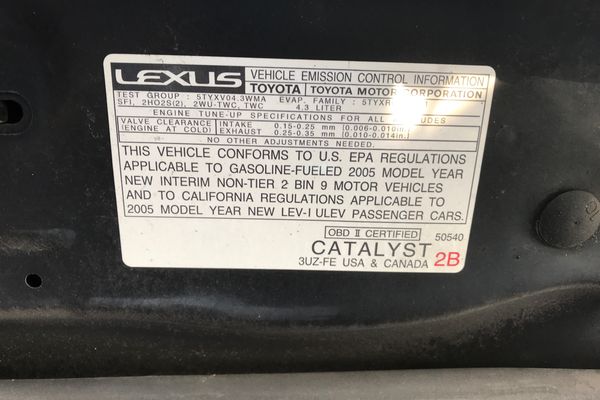 LEXUS VEHICLE EMISSION CONTROL INFORMATION
TOYOTA TOYOTA MOTOR CORPORATION
TEST GROUP : 5TYXV04.3WMA EVAP. FAMILY :
SFI, 2HO2S(2), 2WU-TWC, TWC 4.3 LITER
ENGINE TUNE-UP SPECIFICATIONS FOR ALL
VALVE CLEARANCE INTAKE 0.15-0.25 mm (0.006-0.010in.)
(ENGINE AT COLD) EXHAUST 0.25-0.35 mm (0.010-0.014in.)
NO OTHER ADJUSTMENTS NEEDED.
THIS VEHICLE CONFORMS TO U.S. EPA REGULATIONS
APPLICABLE TO GASOLINE-FUELED 2005 MODEL YEAR
NEW INTERIM NON-TIER 2 BIN 9 MOTOR VEHICLES
AND TO CALIFORNIA REGULATIONS APPLICABLE TO
2005 MODEL YEAR NEW LEV-I ULEV PASSENGER CARS.
OBD II CERTIFIED 50540
CATALYST
3UZ-FE USA & CANADA 2B